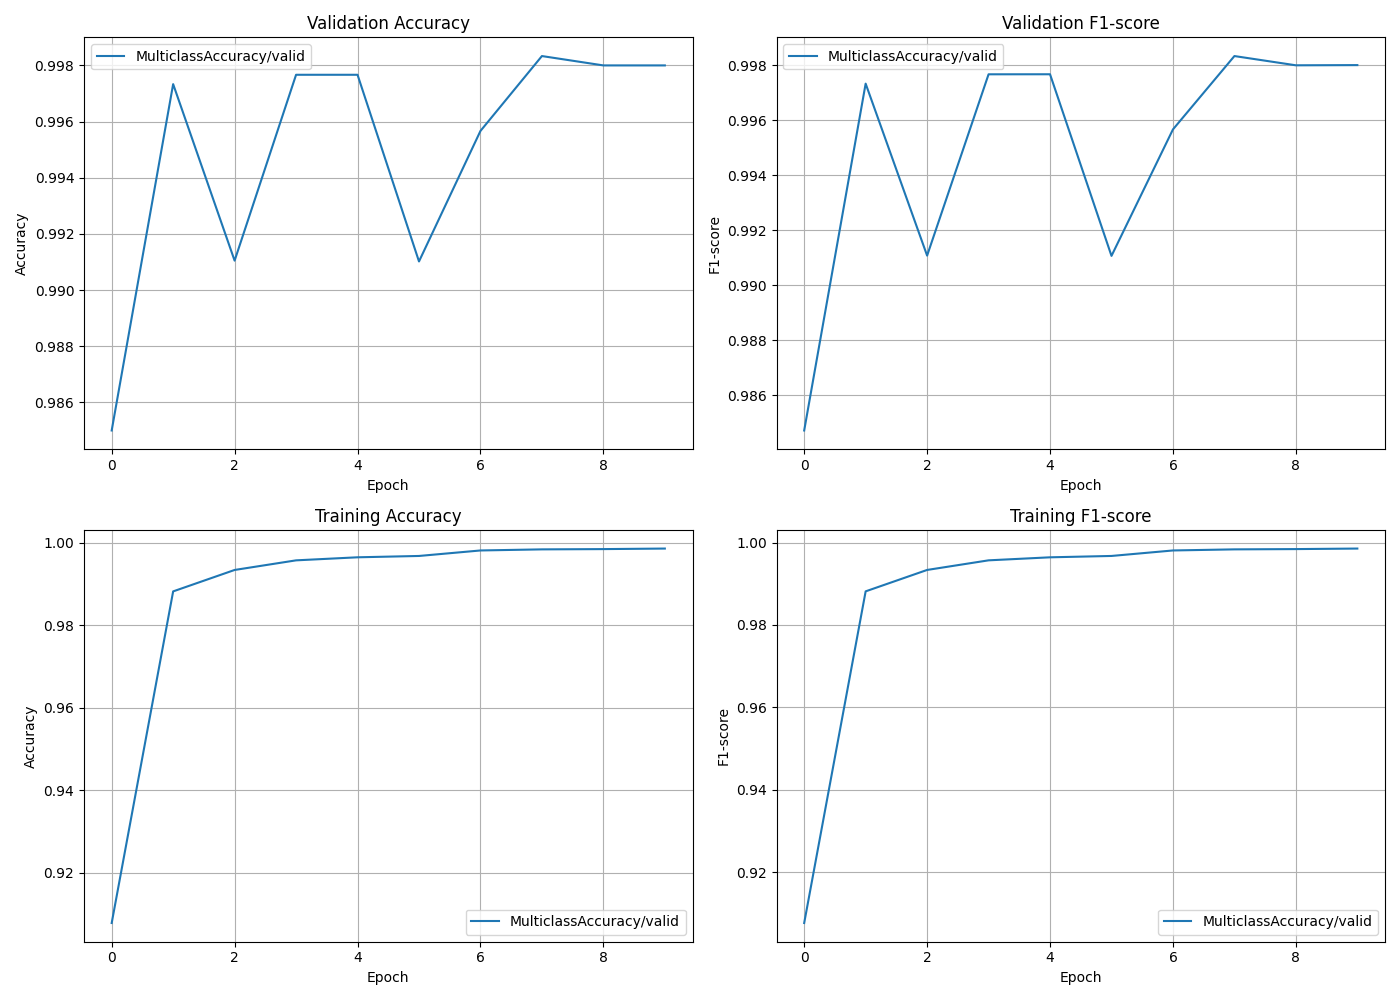 Validation Accuracy
MulticlassAccuracy/valid
0.998
0.996
0.994
0.992
0.990
0.988
0.986
Accuracy
0 2 4 6 8
Epoch
Validation F1-score
MulticlassAccuracy/valid
0.998
0.996
0.994
0.992
0.990
0.988
0.986
F1-score
0 2 4 6 8
Epoch
Training Accuracy
1.00
0.98
0.96
0.94
0.92
Accuracy
MulticlassAccuracy/valid
0 2 4 6 8
Epoch
Training F1-score
1.00
0.98
0.96
0.94
0.92
F1-score
MulticlassAccuracy/valid
0 2 4 6 8
Epoch